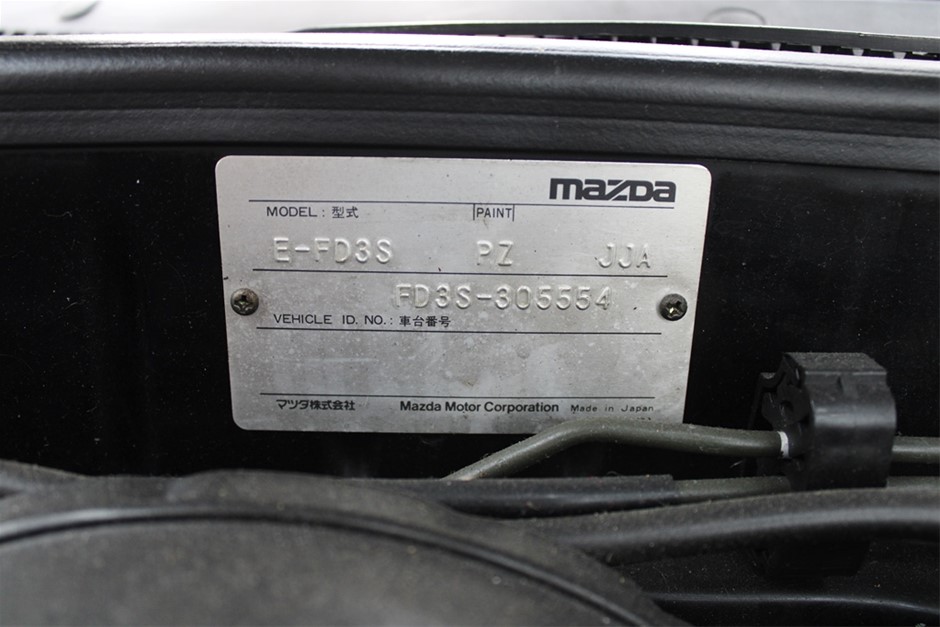 mazda
MODEL: 型式 PAINT
E-FD3S PZ JJA
FD3S-305554
VEHICLE ID. NO.: 車台番号
マツダ株式会社 Mazda Motor Corporation Made in Japan